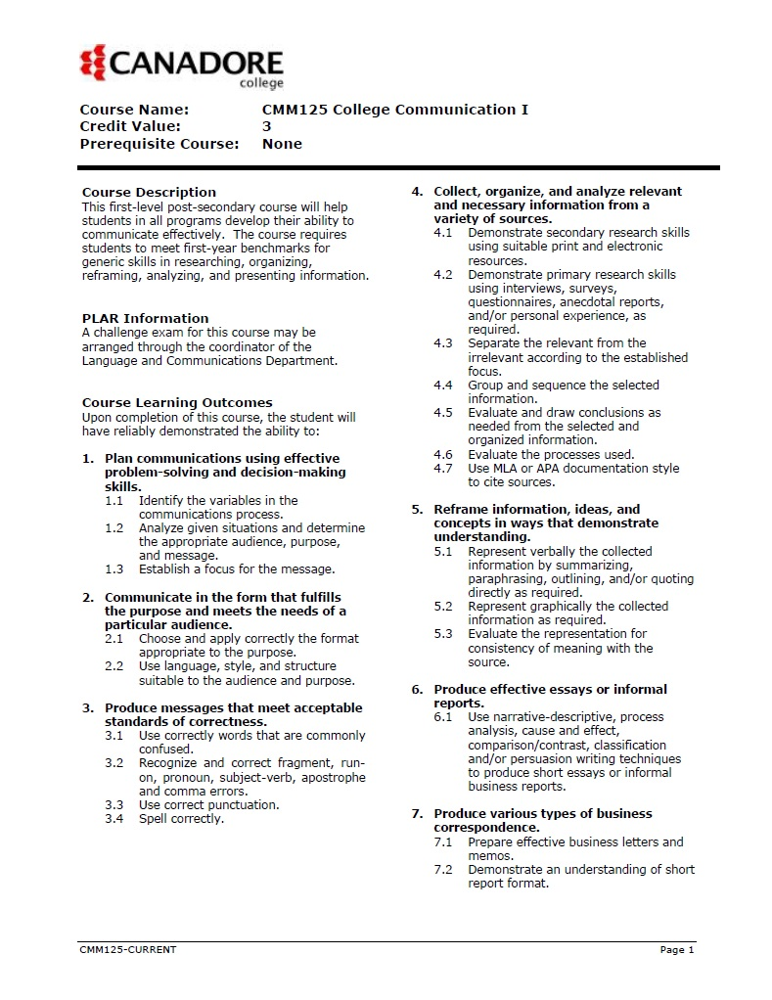 CANADORE
college
Course Name: CMM125 College Communication I
Credit Value: 3
Prerequisite Course: None
Course Description
This first-level post-secondary course will help
students in all programs develop their ability to
communicate effectively.  The course requires
students to meet first-year benchmarks for
generic skills in researching, organizing,
reframing, analyzing, and presenting information.
PLAR Information
A challenge exam for this course may be
arranged through the coordinator of the
Language and Communications Department.
Course Learning Outcomes
Upon completion of this course, the student will
have reliably demonstrated the ability to:
1. Plan communications using effective
problem-solving and decision-making
skills.
1.1 Identify the variables in the
communications process.
1.2 Analyze given situations and determine
the appropriate audience, purpose,
and message.
1.3 Establish a focus for the message.
2. Communicate in the form that fulfills
the purpose and meets the needs of a
particular audience.
2.1 Choose and apply correctly the format
appropriate to the purpose.
2.2 Use language, style, and structure
suitable to the audience and purpose.
3. Produce messages that meet acceptable
standards of correctness.
3.1 Use correctly words that are commonly
confused.
3.2 Recognize and correct fragment, run-
on, pronoun, subject-verb, apostrophe
and comma errors.
3.3 Use correct punctuation.
3.4 Spell correctly.
4. Collect, organize, and analyze relevant
and necessary information from a
variety of sources.
4.1 Demonstrate secondary research skills
using suitable print and electronic
resources.
4.2 Demonstrate primary research skills
using interviews, surveys,
questionnaires, anecdotal reports,
and/or personal experience, as
required.
4.3 Separate the relevant from the
irrelevant according to the established
focus.
4.4 Group and sequence the selected
information.
4.5 Evaluate and draw conclusions as
needed from the selected and
organized information.
4.6 Evaluate the processes used.
4.7 Use MLA or APA documentation style
to cite sources.
5. Reframe information, ideas, and
concepts in ways that demonstrate
understanding.
5.1 Represent verbally the collected
information by summarizing,
paraphrasing, outlining, and/or quoting
directly as required.
5.2 Represent graphically the collected
information as required.
5.3 Evaluate the representation for
consistency of meaning with the
source.
6. Produce effective essays or informal
reports.
6.1 Use narrative-descriptive, process
analysis, cause and effect,
comparison/contrast, classification
and/or persuasion writing techniques
to produce short essays or informal
business reports.
7. Produce various types of business
correspondence.
7.1 Prepare effective business letters and
memos.
7.2 Demonstrate an understanding of short
report format.
CMM125-CURRENT Page 1